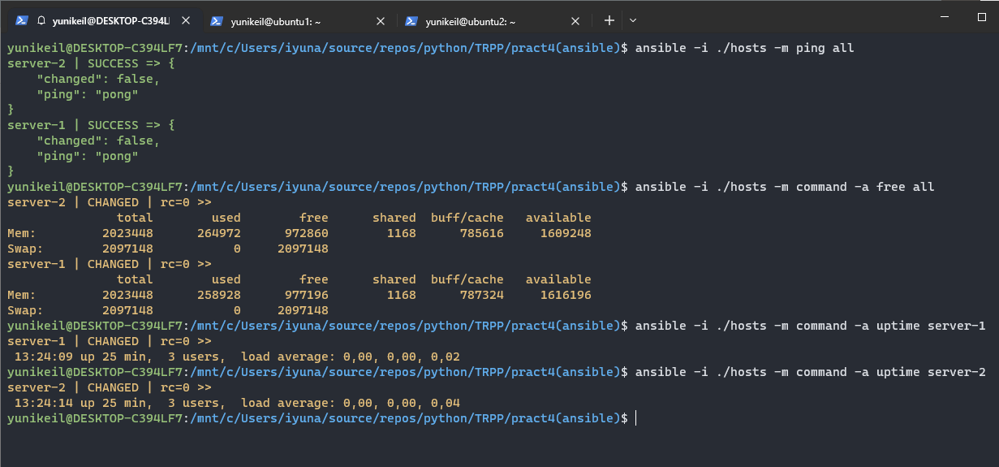 yunikeil@DESKTOP-C394LI
yunikeil@ubuntu1: ~
yunikeil@ubuntu2: ~
yunikeil@DESKTOP-C394LF7:/mnt/c/Users/iyuna/source/repos/python/TRPP/pract4(ansible)$ ansible -i ./hosts -m ping all
server-2 | SUCCESS => {
    "changed": false,
    "ping": "pong"
}
server-1 | SUCCESS => {
    "changed": false,
    "ping": "pong"
}
yunikeil@DESKTOP-C394LF7:/mnt/c/Users/iyuna/source/repos/python/TRPP/pract4(ansible)$ ansible -i ./hosts -m command -a free all
server-2 | CHANGED | rc=0 >>
               total        used        free      shared  buff/cache   available
Mem:         2023448      264972      972860        1168      785616     1609248
Swap:        2097148           0     2097148
server-1 | CHANGED | rc=0 >>
               total        used        free      shared  buff/cache   available
Mem:         2023448      258928      977196        1168      787324     1616196
Swap:        2097148           0     2097148
yunikeil@DESKTOP-C394LF7:/mnt/c/Users/iyuna/source/repos/python/TRPP/pract4(ansible)$ ansible -i ./hosts -m command -a uptime server-1
server-1 | CHANGED | rc=0 >>
 13:24:09 up 25 min,  3 users,  load average: 0,00, 0,00, 0,02
yunikeil@DESKTOP-C394LF7:/mnt/c/Users/iyuna/source/repos/python/TRPP/pract4(ansible)$ ansible -i ./hosts -m command -a uptime server-2
server-2 | CHANGED | rc=0 >>
 13:24:14 up 25 min,  3 users,  load average: 0,00, 0,00, 0,04
yunikeil@DESKTOP-C394LF7:/mnt/c/Users/iyuna/source/repos/python/TRPP/pract4(ansible)$